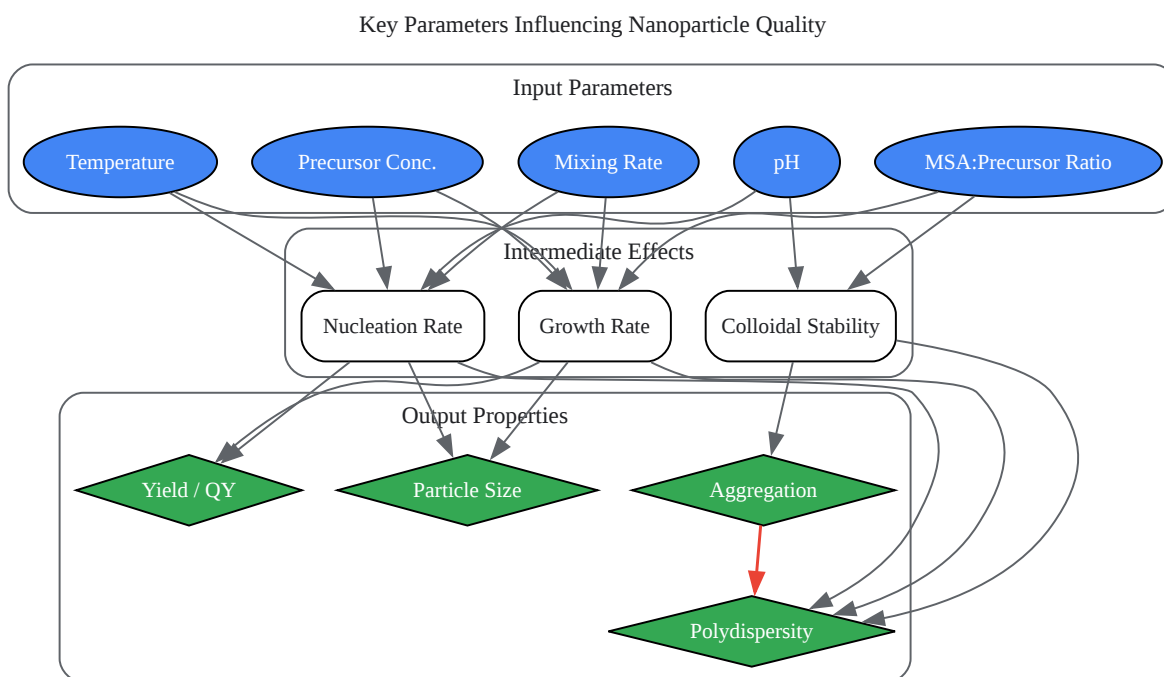 Key Parameters Influencing Nanoparticle Quality
Input Parameters
Temperature
Precursor Conc.
Mixing Rate
pH
MSA:Precursor Ratio
Intermediate Effects
Nucleation Rate
Growth Rate
Colloidal Stability
Output Properties
Yield / QY
Particle Size
Aggregation
Polydispersity